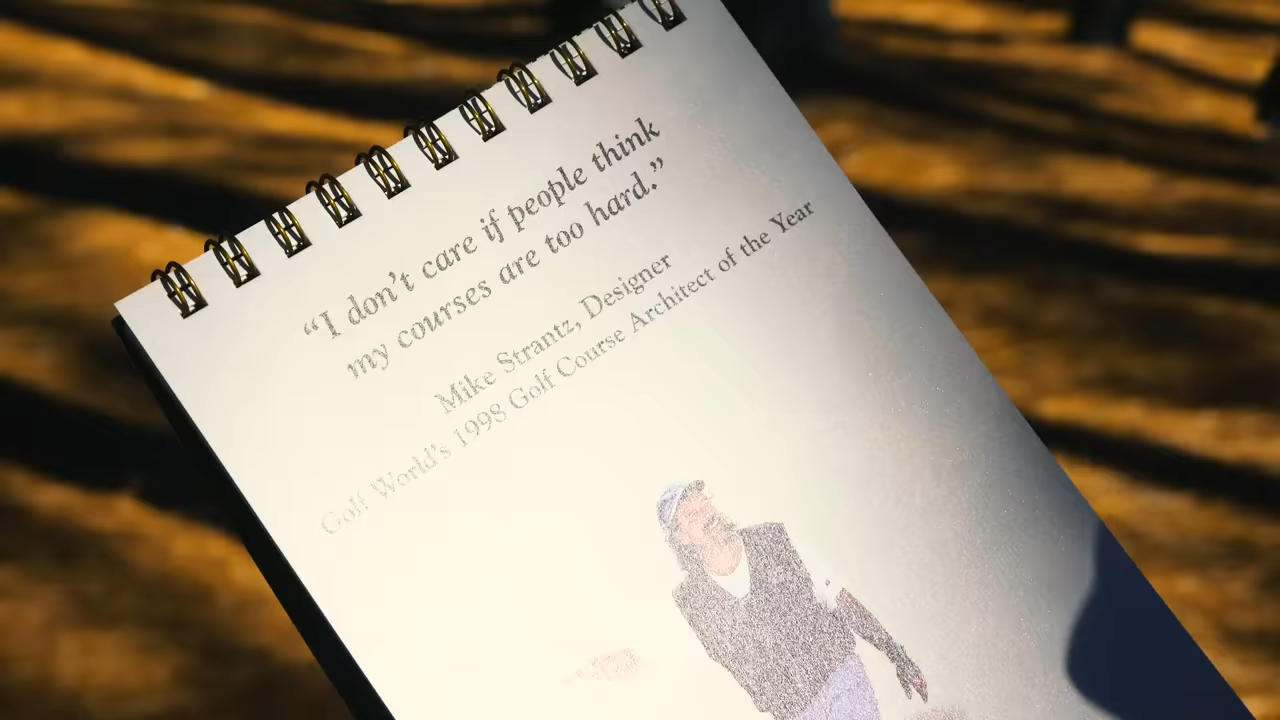 “I don’t care if people think
my courses are too hard.”
Mike Strantz, Designer
Golf World’s 1998 Golf Course Architect of the Year